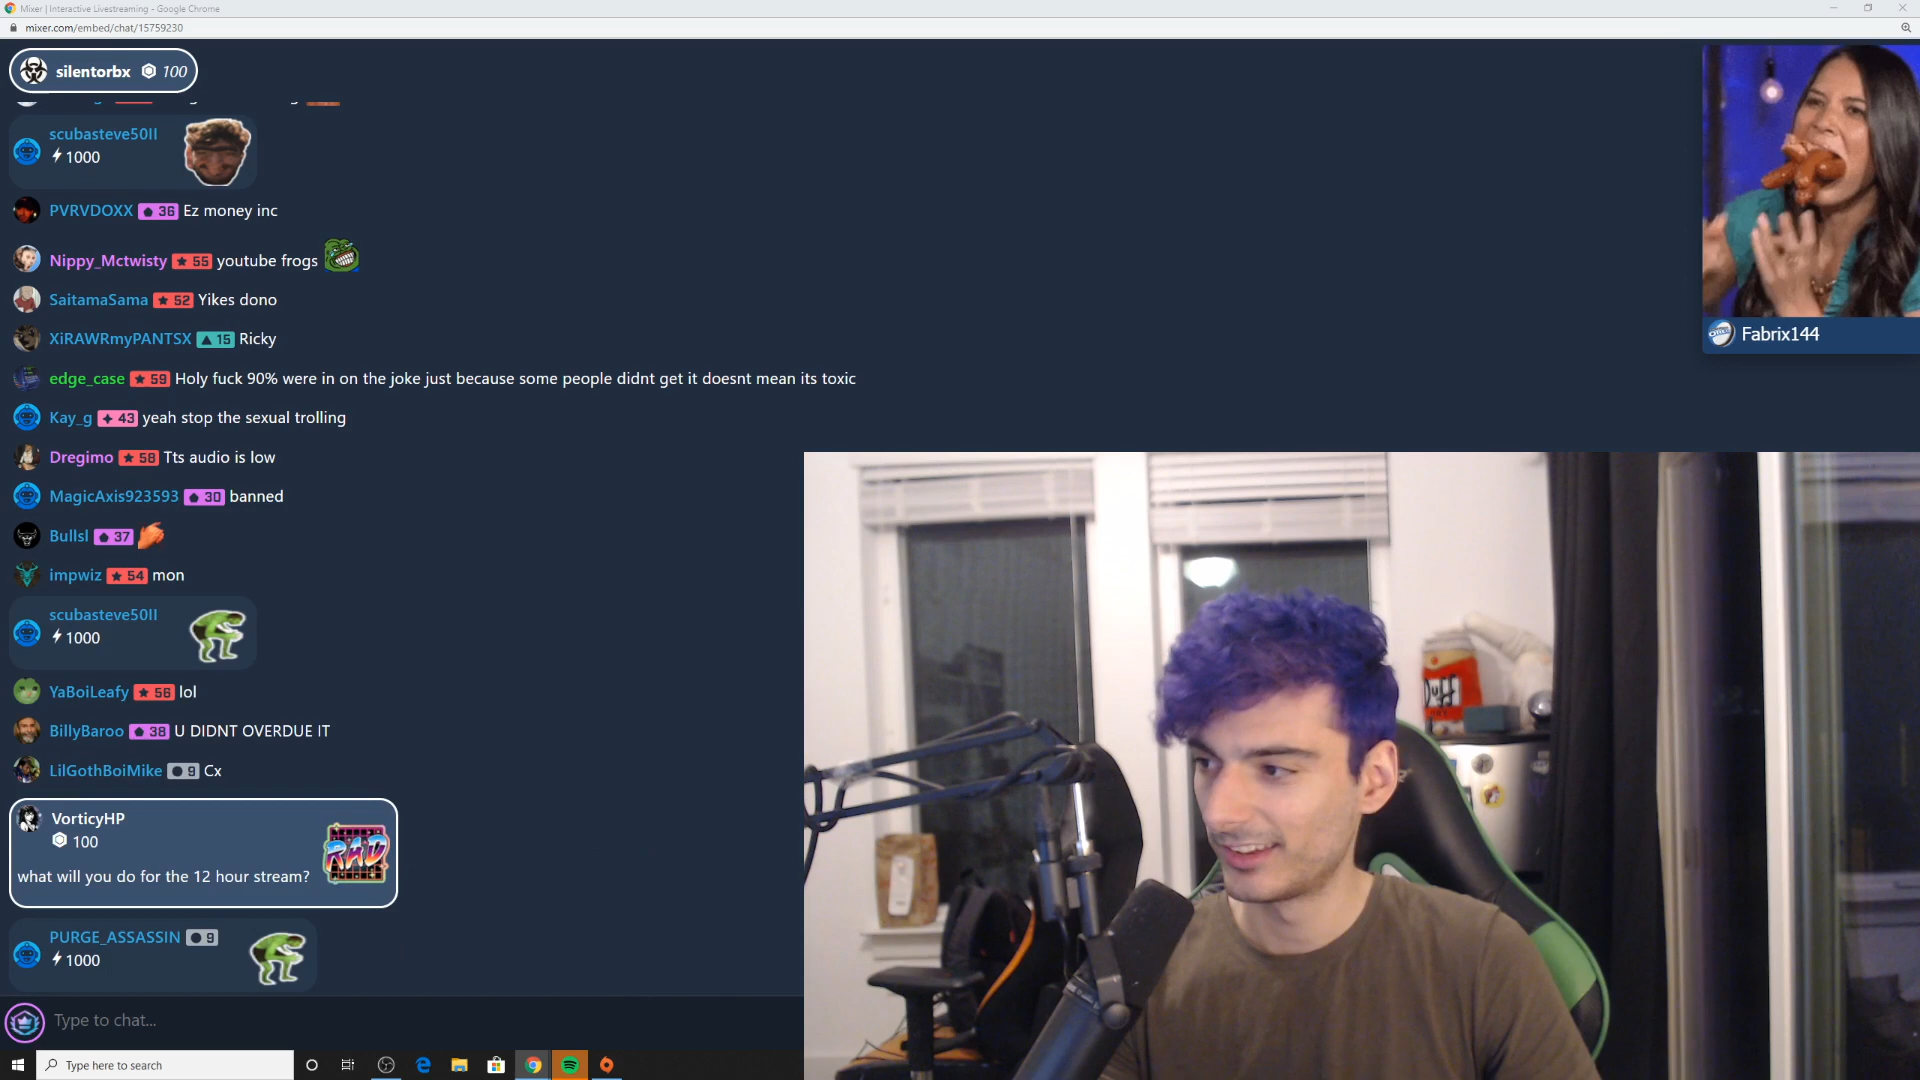 Mixer | Interactive Livestreaming - Google Chrome
mixer.com/embed/chat/15759230
silentorbx 100
scubasteve50II
1000
PVRVDOXX 36 Ez money inc
Nippy_Mctwisty 55 youtube frogs
SaitamaSama 52 Yikes dono
XiRAWRmyPANTSX 15 Ricky
edge_case 59 Holy fuck 90% were in on the joke just because some people didnt get it doesnt mean its toxic
Kay_g 43 yeah stop the sexual trolling
Dregimo 58 Tts audio is low
MagicAxis923593 30 banned
Bullsl 37
impwiz 54 mon
scubasteve50II
1000
YaBoiLeafy 56 lol
BillyBaroo 38 U DIDNT OVERDUE IT
LilGothBoiMike 9 Cx
VorticyHP
100
RAD
what will you do for the 12 hour stream?
PURGE_ASSASSIN 9
1000
Type to chat...
Type here to search
Fabrix144
Duff